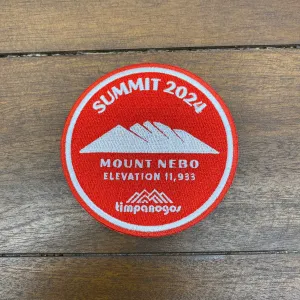 SUMMIT 2024
MOUNT NEBO
ELEVATION 11,933
timpanogos